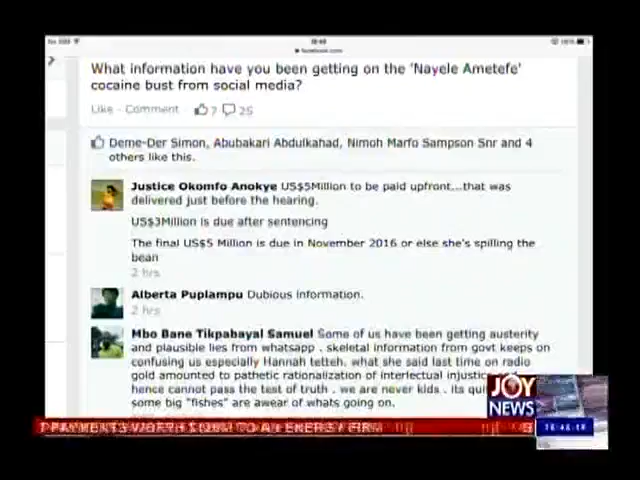 What information have you been getting on the 'Nayele Ametefe'
cocaine bust from social media?
Like · Comment 7 25
Deme-Der Simon, Abubakari Abdulkahad, Nimoh Marfo Sampson Snr and 4
others like this.
Justice Okomfo Anokye US$5Million to be paid upfront...that was
delivered just before the hearing.
US$3Million is due after sentencing
The final US$5 Million is due in November 2016 or else she's spilling the
bean
2 hrs
Alberta Puplampu Dubious information.
2 hrs
Mbo Bane Tikpabayal Samuel Some of us have been getting austerity
and plausible lies from whatsapp . skeletal information from govt keeps on
confusing us especially Hannah tetteh. what she said last time on radio
gold amounted to pathetic rationalization of interlectual injustic
hence cannot pass the test of truth . we are never kids . its qui
some big "fishes" are awear of whats going on.
JOY
NEWS
PAYMENTS WORTH TO AN ENERGY FIRM